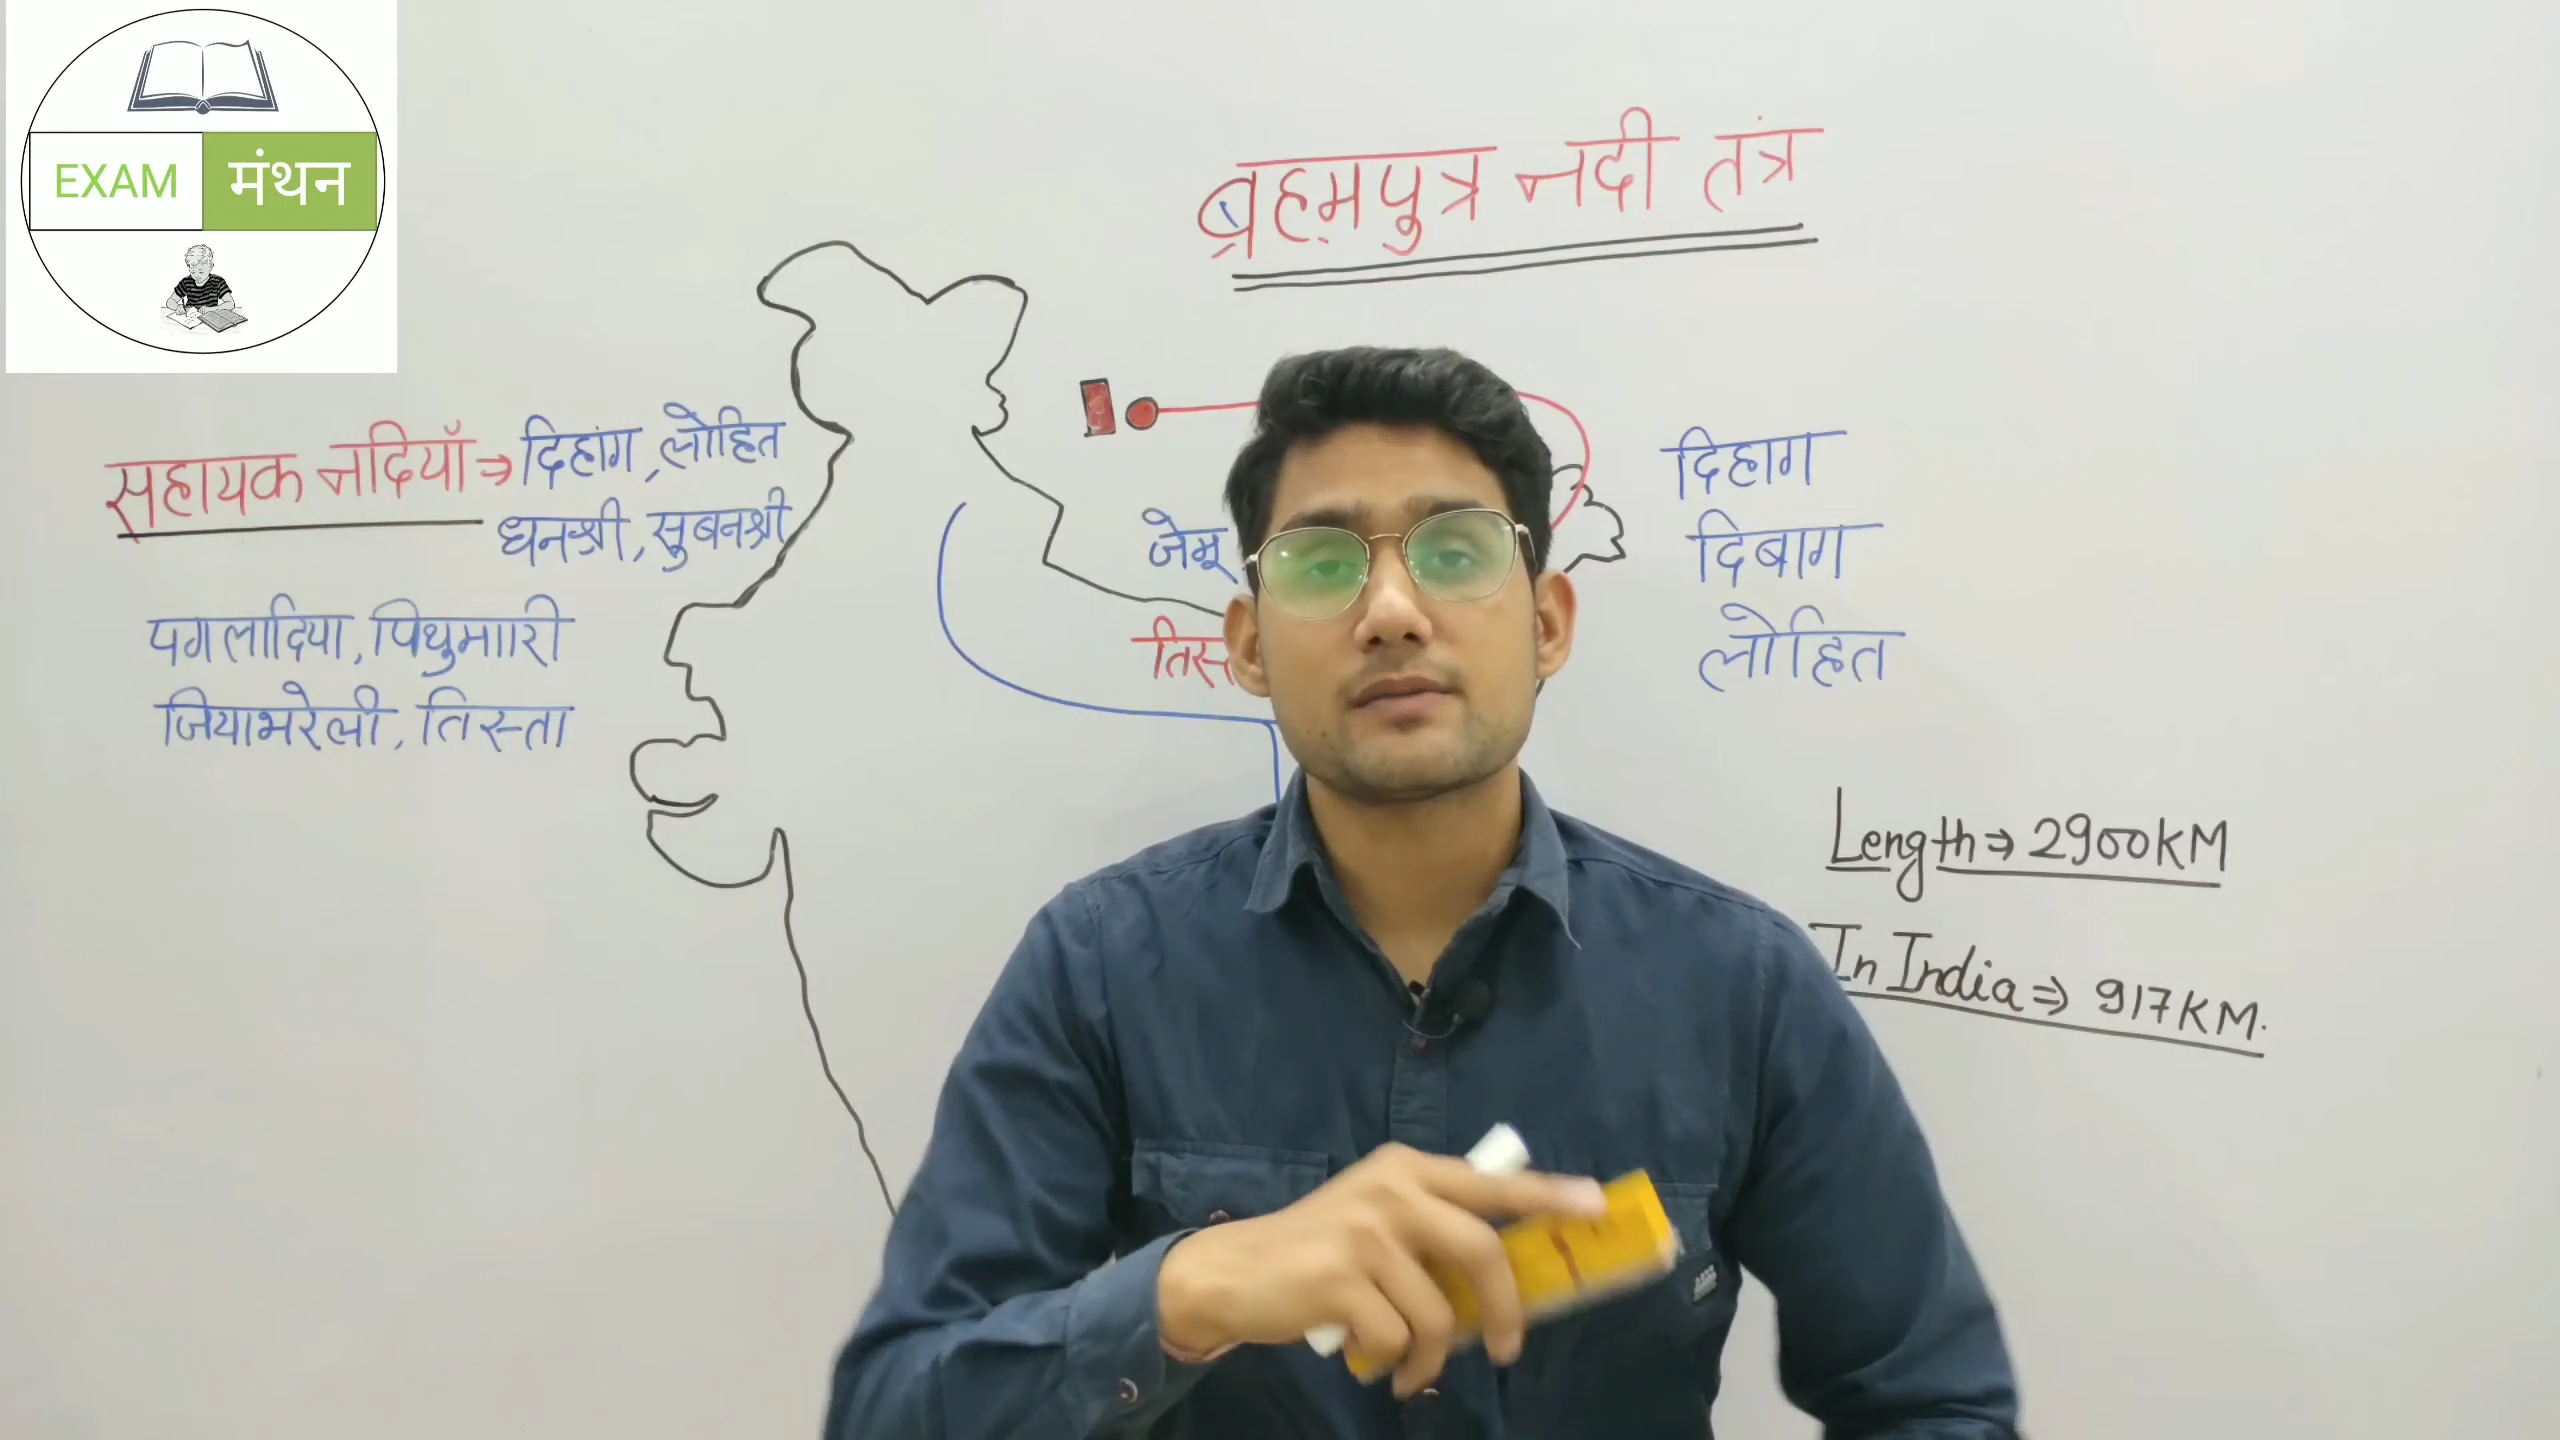 EXAM मंथन
ब्रह्मपुत्र नदी तंत्र
सहायक नदियाँ → दिहांग, लोहित
धनश्री, सुबनश्री
पगलादिया, पिथुमारी
जियाभरेली, तिस्ता
जेमू
दिहाग
दिबाग
लोहित
Length ⇒ 2900KM
In India ⇒ 917KM.